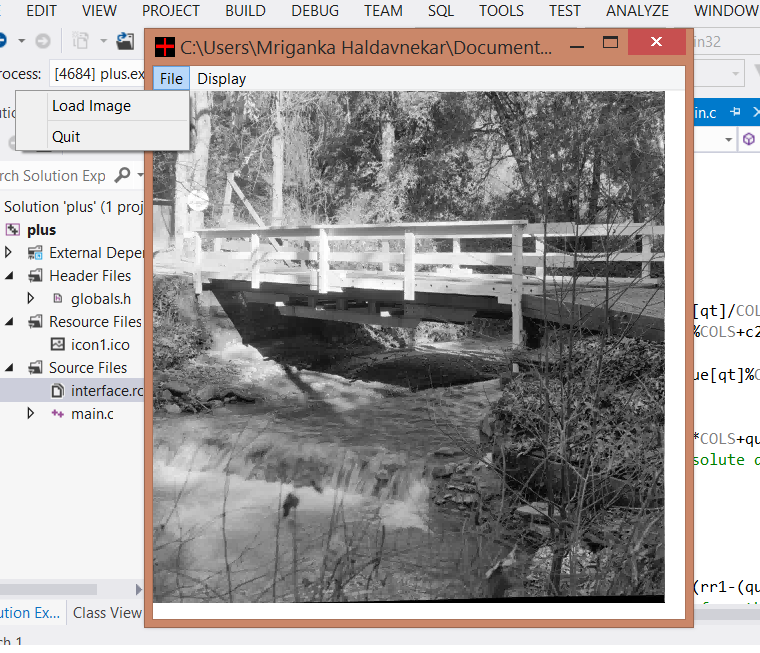 EDIT VIEW PROJECT BUILD DEBUG TEAM SQL TOOLS TEST ANALYZE WINDOW
C:\Users\Mriganka Haldavnekar\Document...
in32
rocess: [4684] plus.ex
File Display
Load Image
Quit
in.c
rch Solution Exp
Solution 'plus' (1 proj
plus
External Depe
Header Files
globals.h
Resource Files
icon1.ico
Source Files
interface.rc
main.c
[qt]/COL
%COLS+c2
ue[qt]%C
*COLS+qu
solute d
(rr1-(qu
ution Ex... Class View
ch 1